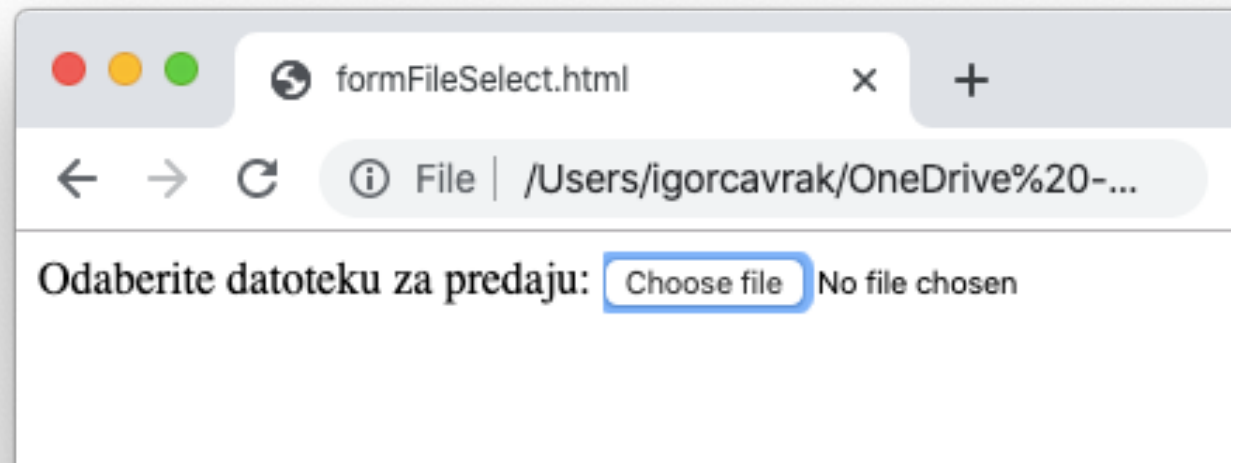 formFileSelect.html
File /Users/igorcavrak/OneDrive%20-...
Odaberite datoteku za predaju: Choose file No file chosen